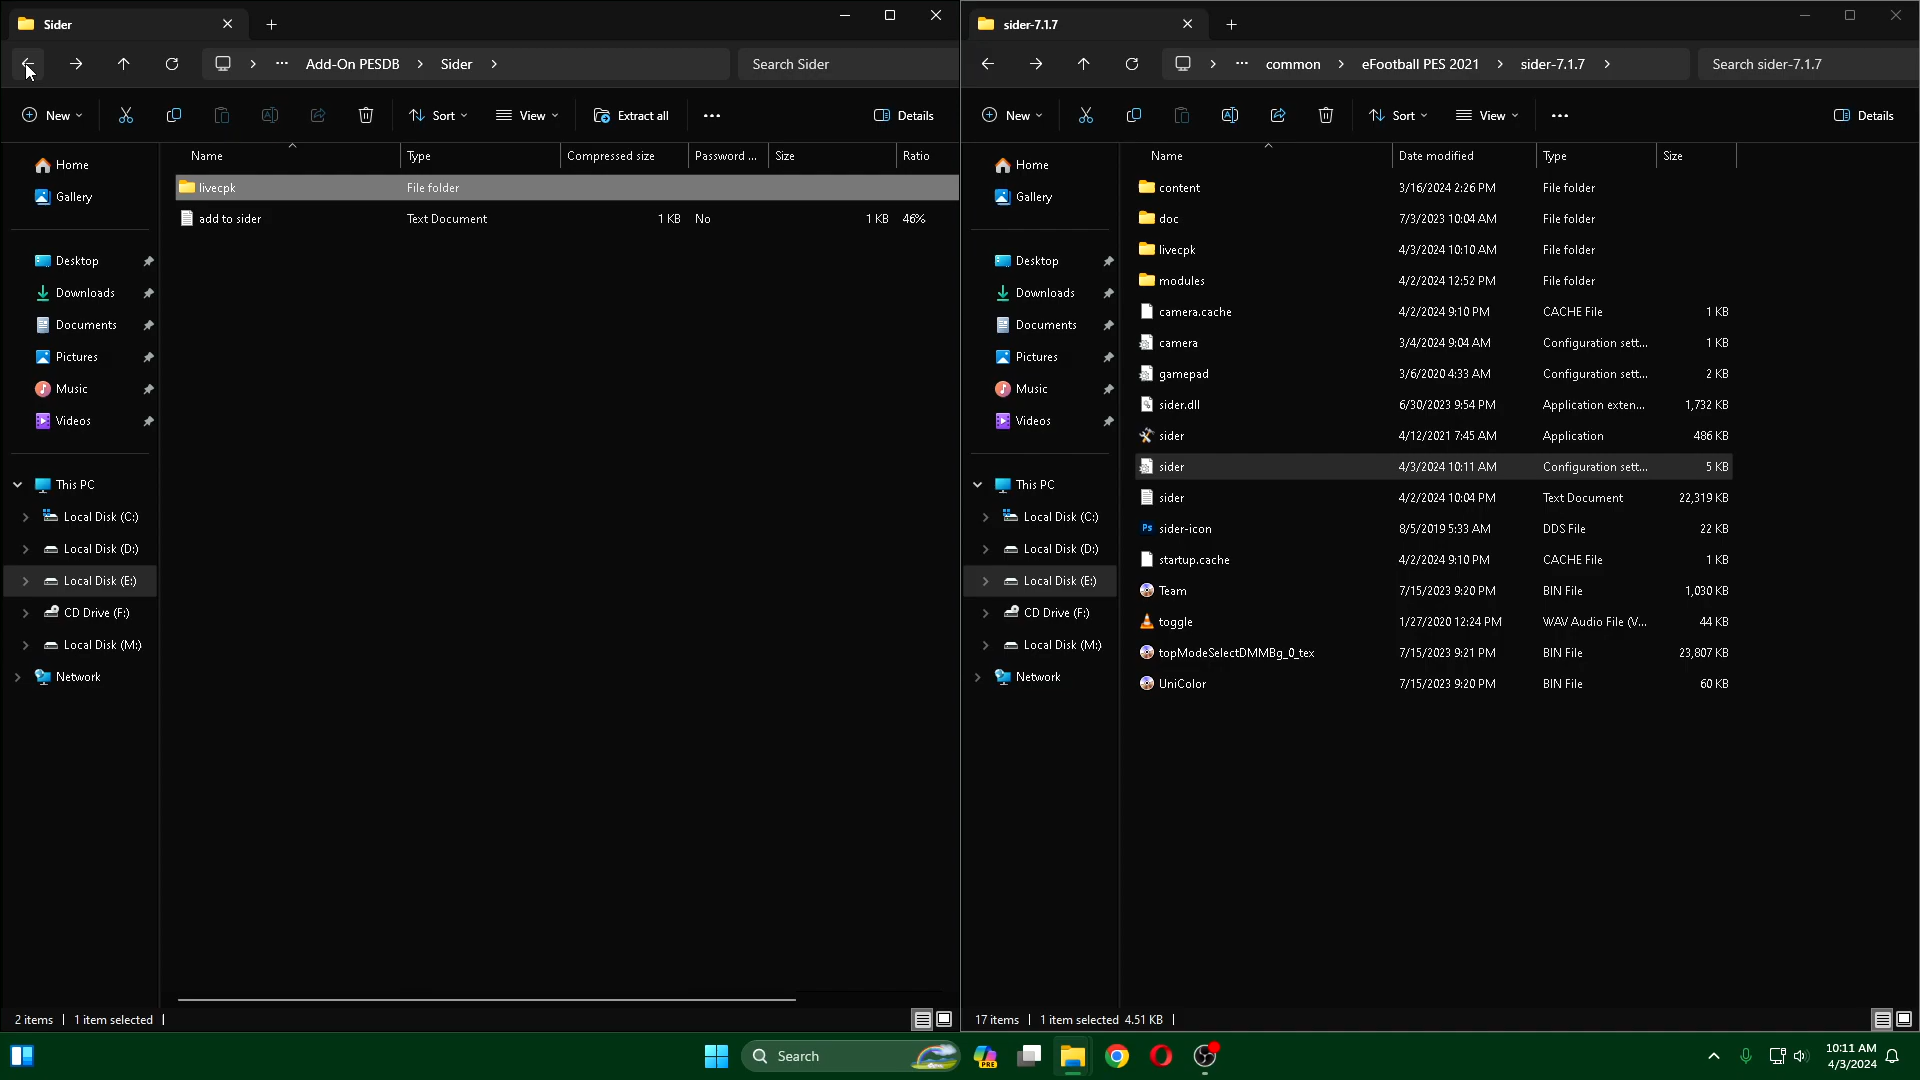 Sider
Add-On PESDB
Sider
Search Sider
New
Sort
View
Extract all
Details
Name
Type
Compressed size
Password ...
Size
Ratio
Home
Gallery
Desktop
Downloads
Documents
Pictures
Music
Videos
This PC
Local Disk (C:)
Local Disk (D:)
Local Disk (E:)
CD Drive (F:)
Local Disk (M:)
Network
livecpk File folder
add to sider Text Document 1 KB No 1 KB 46%
2 items 1 item selected
sider-7.1.7
common
eFootball PES 2021
sider-7.1.7
Search sider-7.1.7
New
Sort
View
Details
Name
Date modified
Type
Size
Home
Gallery
Desktop
Downloads
Documents
Pictures
Music
Videos
This PC
Local Disk (C:)
Local Disk (D:)
Local Disk (E:)
CD Drive (F:)
Local Disk (M:)
Network
content 3/16/2024 2:26 PM File folder
doc 7/3/2023 10:04 AM File folder
livecpk 4/3/2024 10:10 AM File folder
modules 4/2/2024 12:52 PM File folder
camera.cache 4/2/2024 9:10 PM CACHE File 1 KB
camera 3/4/2024 9:04 AM Configuration sett... 1 KB
gamepad 3/6/2020 4:33 AM Configuration sett... 2 KB
sider.dll 6/30/2023 9:54 PM Application exten... 1,732 KB
sider 4/12/2021 7:45 AM Application 486 KB
sider 4/3/2024 10:11 AM Configuration sett... 5 KB
sider 4/2/2024 10:04 PM Text Document 22,319 KB
Ps sider-icon 8/5/2019 5:33 AM DDS File 22 KB
startup.cache 4/2/2024 9:10 PM CACHE File 1 KB
Team 7/15/2023 9:20 PM BIN File 1,030 KB
toggle 1/27/2020 12:24 PM WAV Audio File (V... 44 KB
topModeSelectDMMBg_0_tex 7/15/2023 9:21 PM BIN File 23,807 KB
UniColor 7/15/2023 9:20 PM BIN File 60 KB
17 items 1 item selected 4.51 KB
Search
PRE
10:11 AM
4/3/2024